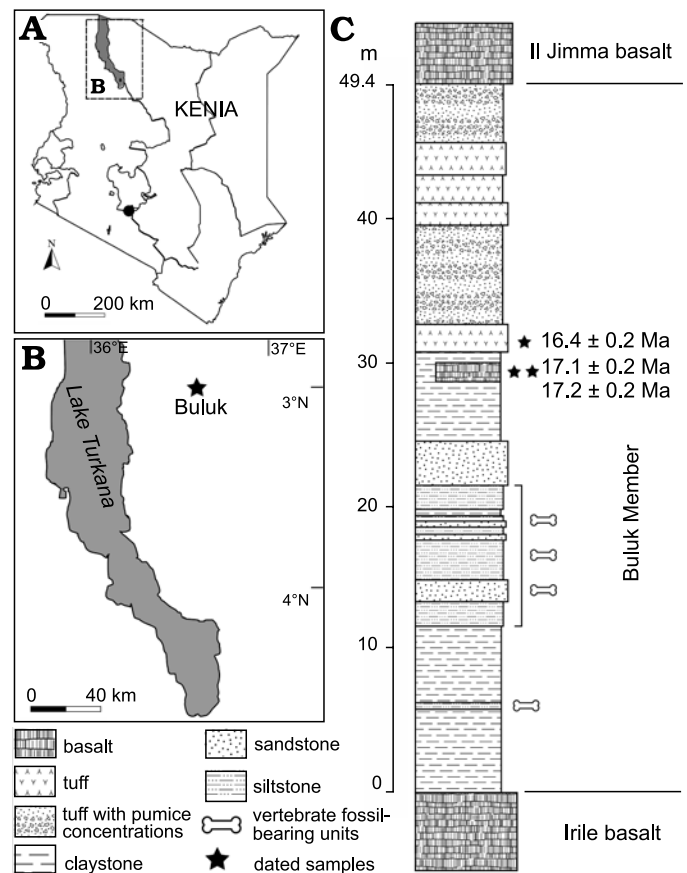 A
B
KENIA
N
0 200 km
B
36°E
37°E
Lake Turkana
Buluk
3°N
4°N
0 40 km
basalt
tuff
tuff with pumice
concentrations
claystone
sandstone
siltstone
vertebrate fossil-
bearing units
dated samples
C
m
49.4
40
30
20
10
0
Il Jimma basalt
16.4 ± 0.2 Ma
17.1 ± 0.2 Ma
17.2 ± 0.2 Ma
Buluk Member
Irile basalt